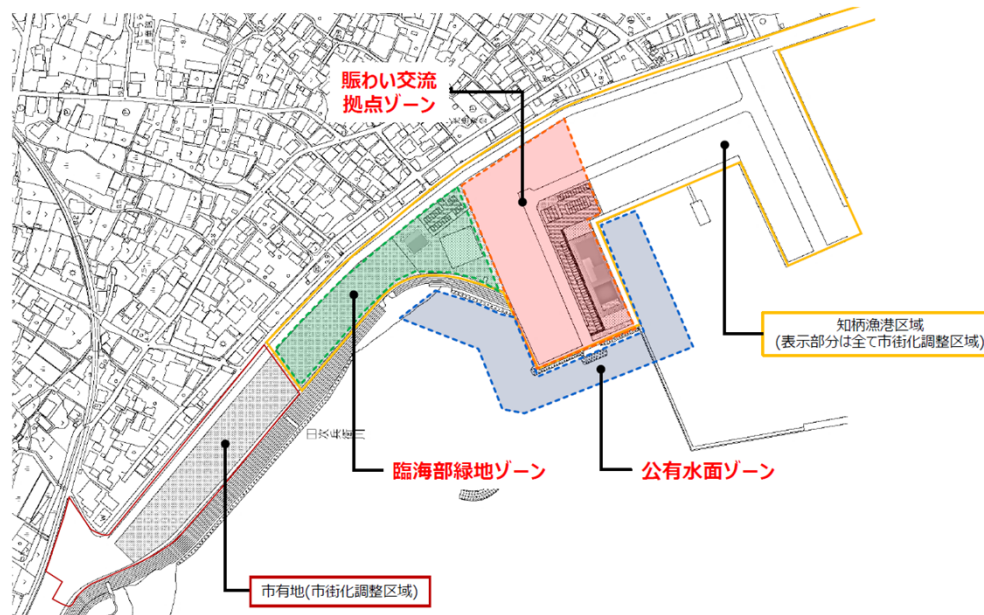 賑わい交流
拠点ゾーン
知柄漁港区域
(表示部分は全て市街化調整区域)
臨海部緑地ゾーン
公有水面ゾーン
市有地(市街化調整区域)